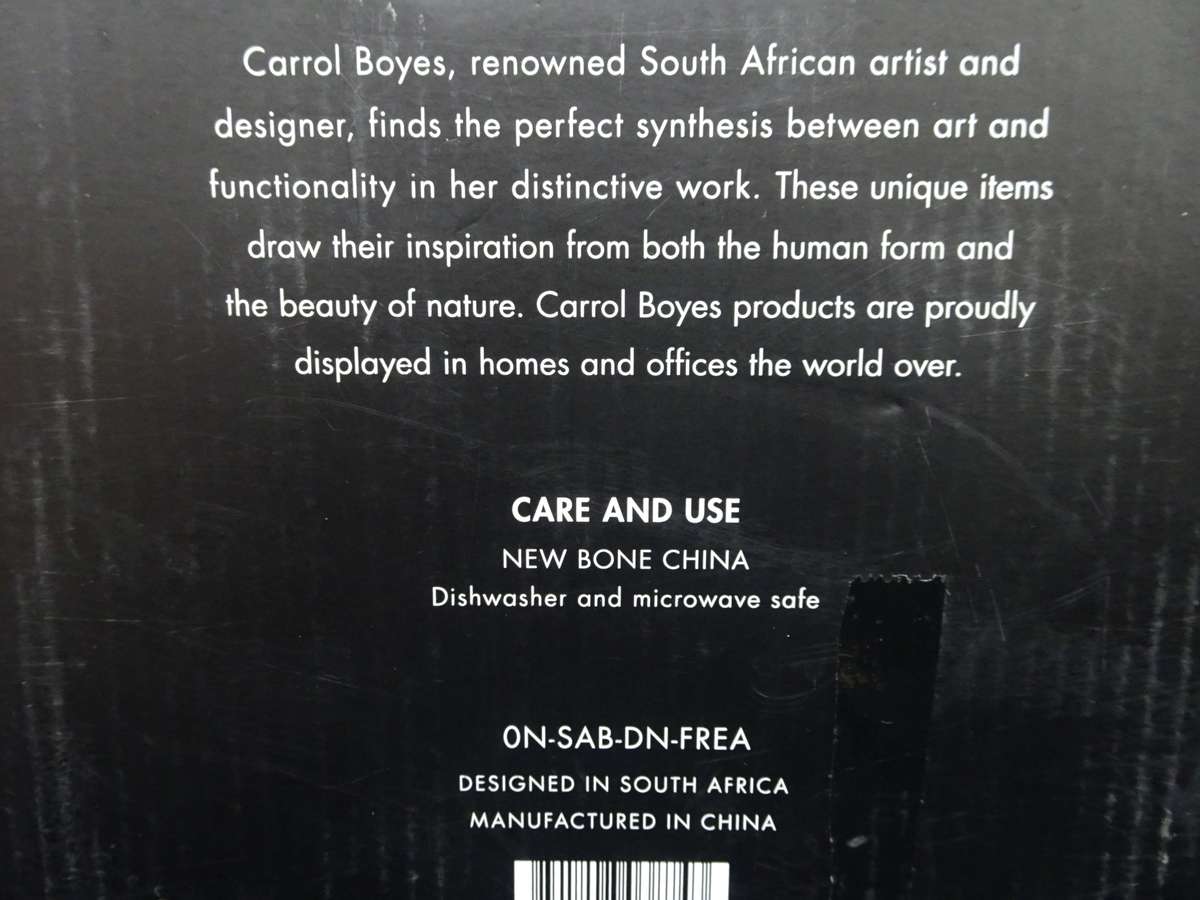 Carrol Boyes, renowned South African artist and
designer, finds the perfect synthesis between art and
functionality in her distinctive work. These unique items
draw their inspiration from both the human form and
the beauty of nature. Carrol Boyes products are proudly
displayed in homes and offices the world over.
CARE AND USE
NEW BONE CHINA
Dishwasher and microwave safe
0N-SAB-DN-FREA
DESIGNED IN SOUTH AFRICA
MANUFACTURED IN CHINA